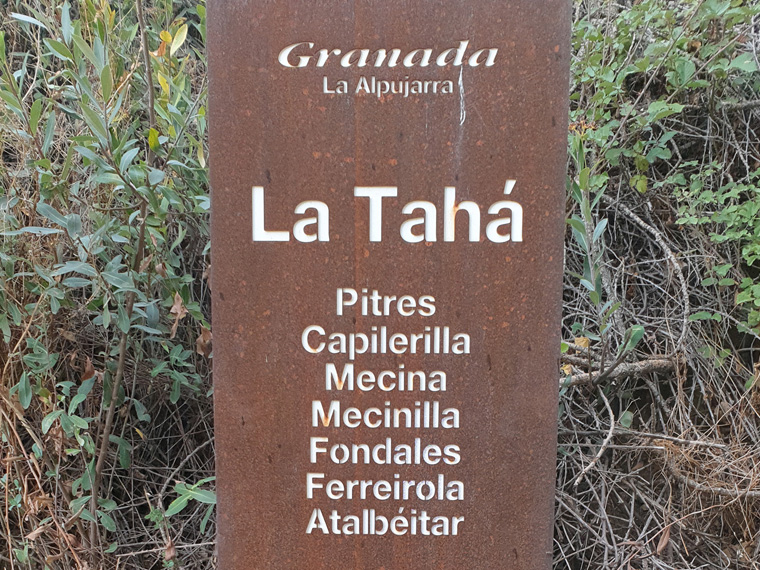 Granada
La Alpujarra
La Tahá
Pitres
Capilerilla
Mecina
Mecinilla
Fondales
Ferreirola
Atalbéitar